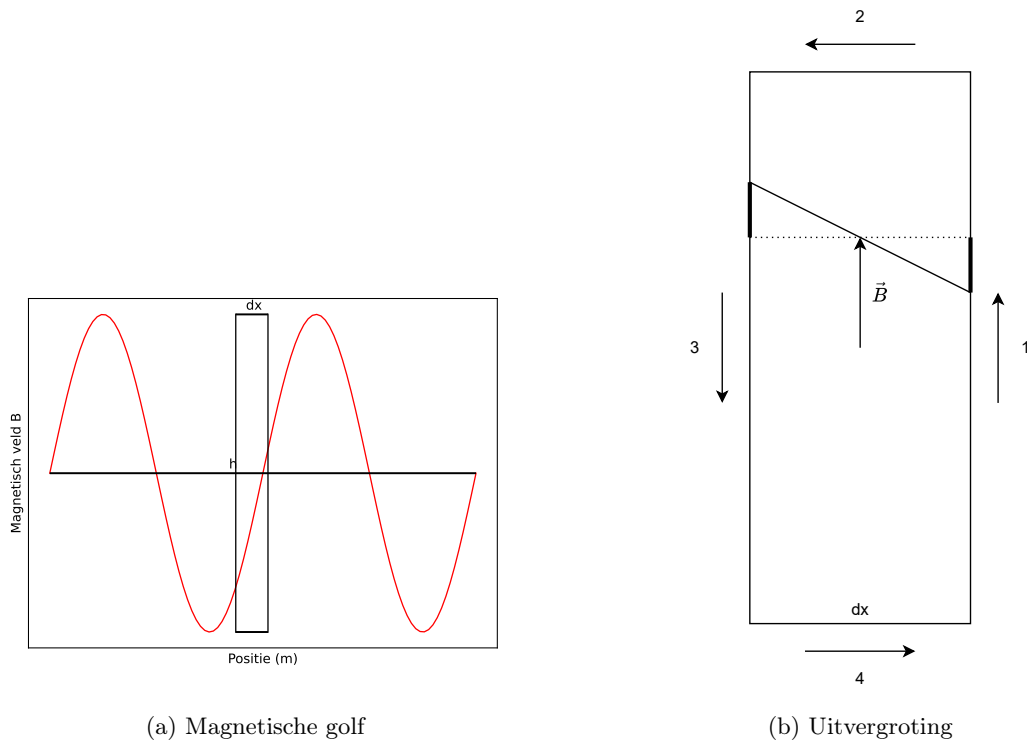 dx
h
Magnetisch veld B
Positie (m)
(a) Magnetische golf
2
B⃗
3
1
dx
4
(b) Uitvergroting